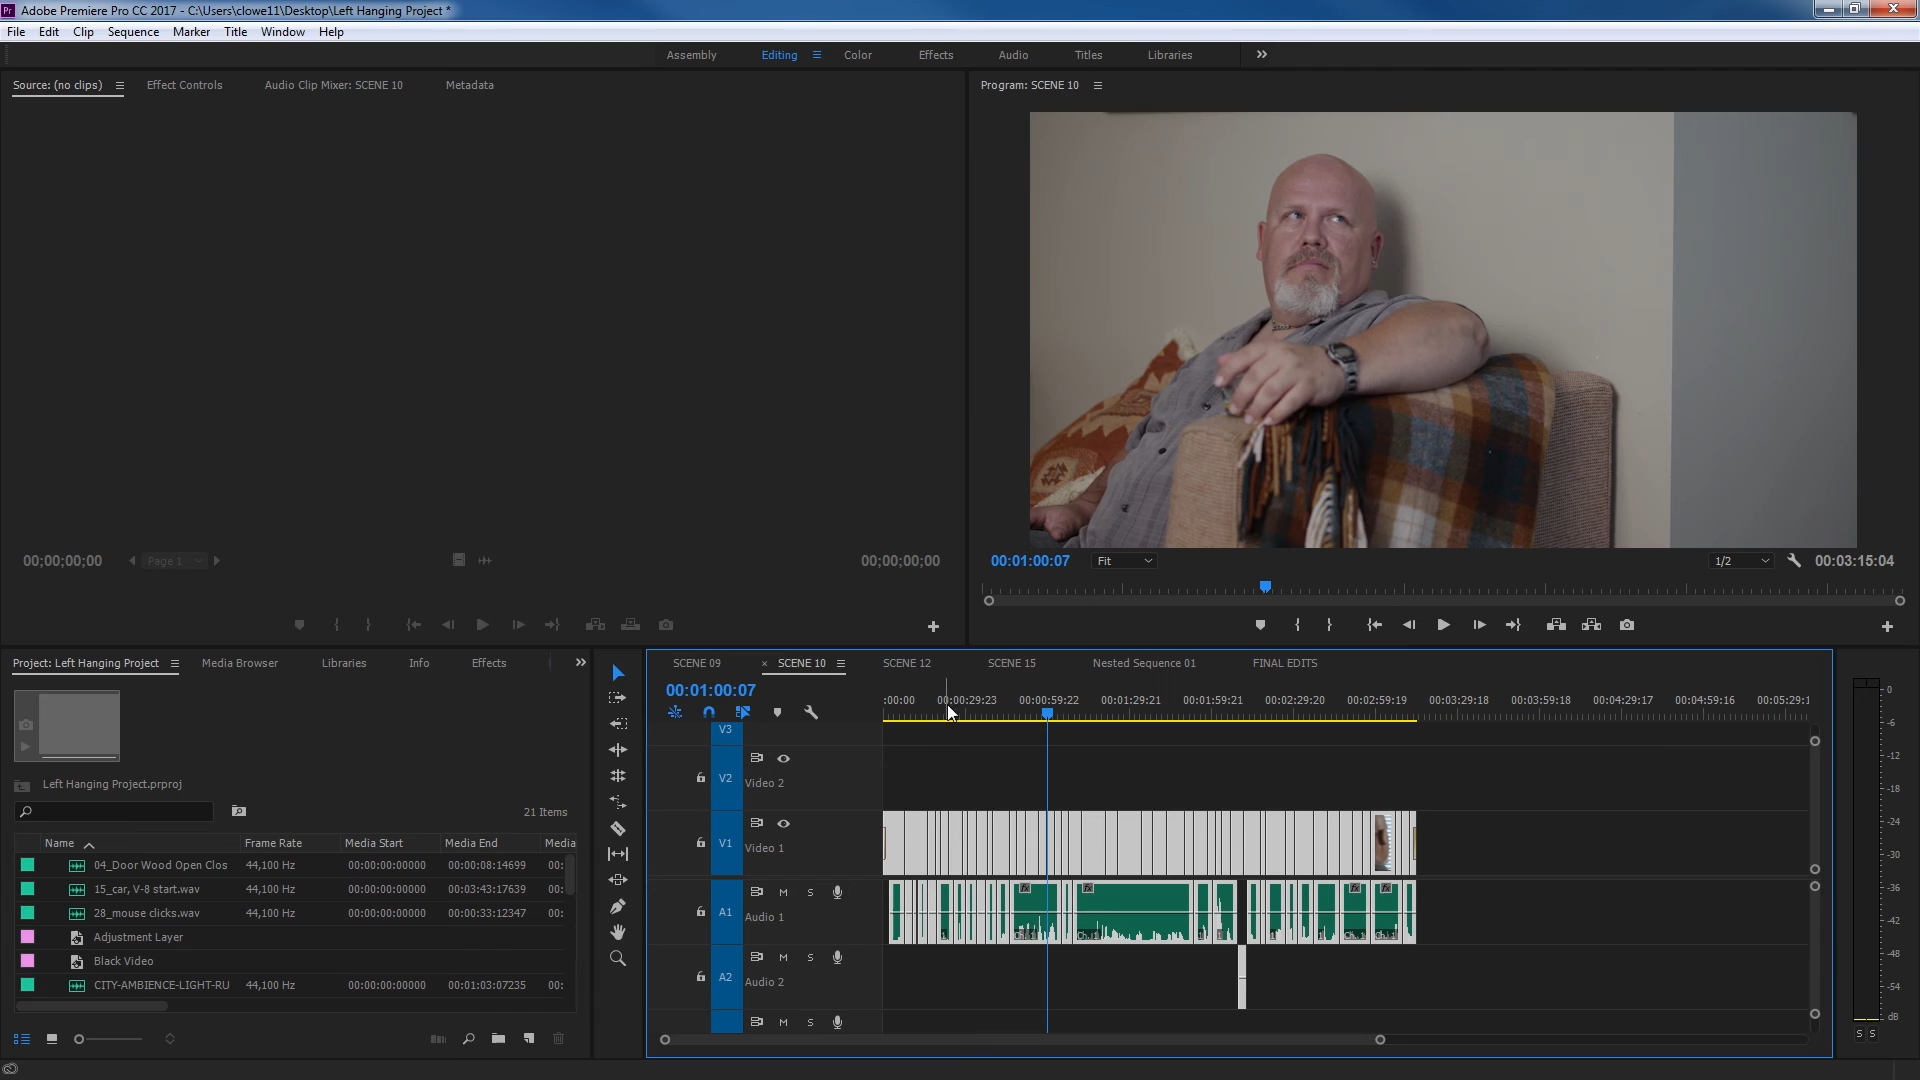 Pr Adobe Premiere Pro CC 2017 - C:\Users\clowe11\Desktop\Left Hanging Project *
File Edit Clip Sequence Marker Title Window Help
Assembly Editing Color Effects Audio Titles Libraries
Source: (no clips) Effect Controls Audio Clip Mixer: SCENE 10 Metadata
Program: SCENE 10
00;00;00;00 Page 1 00;00;00;00
00:01:00:07 Fit 1/2 00:03:15:04
Project: Left Hanging Project Media Browser Libraries Info Effects
SCENE 09 × SCENE 10 SCENE 12 SCENE 15 Nested Sequence 01 FINAL EDITS
00:01:00:07
:00:00 00:00:29:23 00:00:59:22 00:01:29:21 00:01:59:21 00:02:29:20 00:02:59:19 00:03:29:18 00:03:59:18 00:04:29:17 00:04:59:16 00:05:29:1
V3
V2 Video 2
V1 Video 1
A1 M S Audio 1
fx fx fx fx
A2 M S Audio 2
M S
Left Hanging Project.prproj
21 Items
Name Frame Rate Media Start Media End Media
04_Door Wood Open Clos 44,100 Hz 00:00:00:00000 00:00:08:14699 00:
15_car, V-8 start.wav 44,100 Hz 00:00:00:00000 00:03:43:17639 00:
28_mouse clicks.wav 44,100 Hz 00:00:00:00000 00:00:33:12347 00:
Adjustment Layer
Black Video
CITY-AMBIENCE-LIGHT-RU 44,100 Hz 00:00:00:00000 00:01:03:07235 00:
0
-6
-12
-18
-24
-30
-36
-42
-48
-54
dB
S S